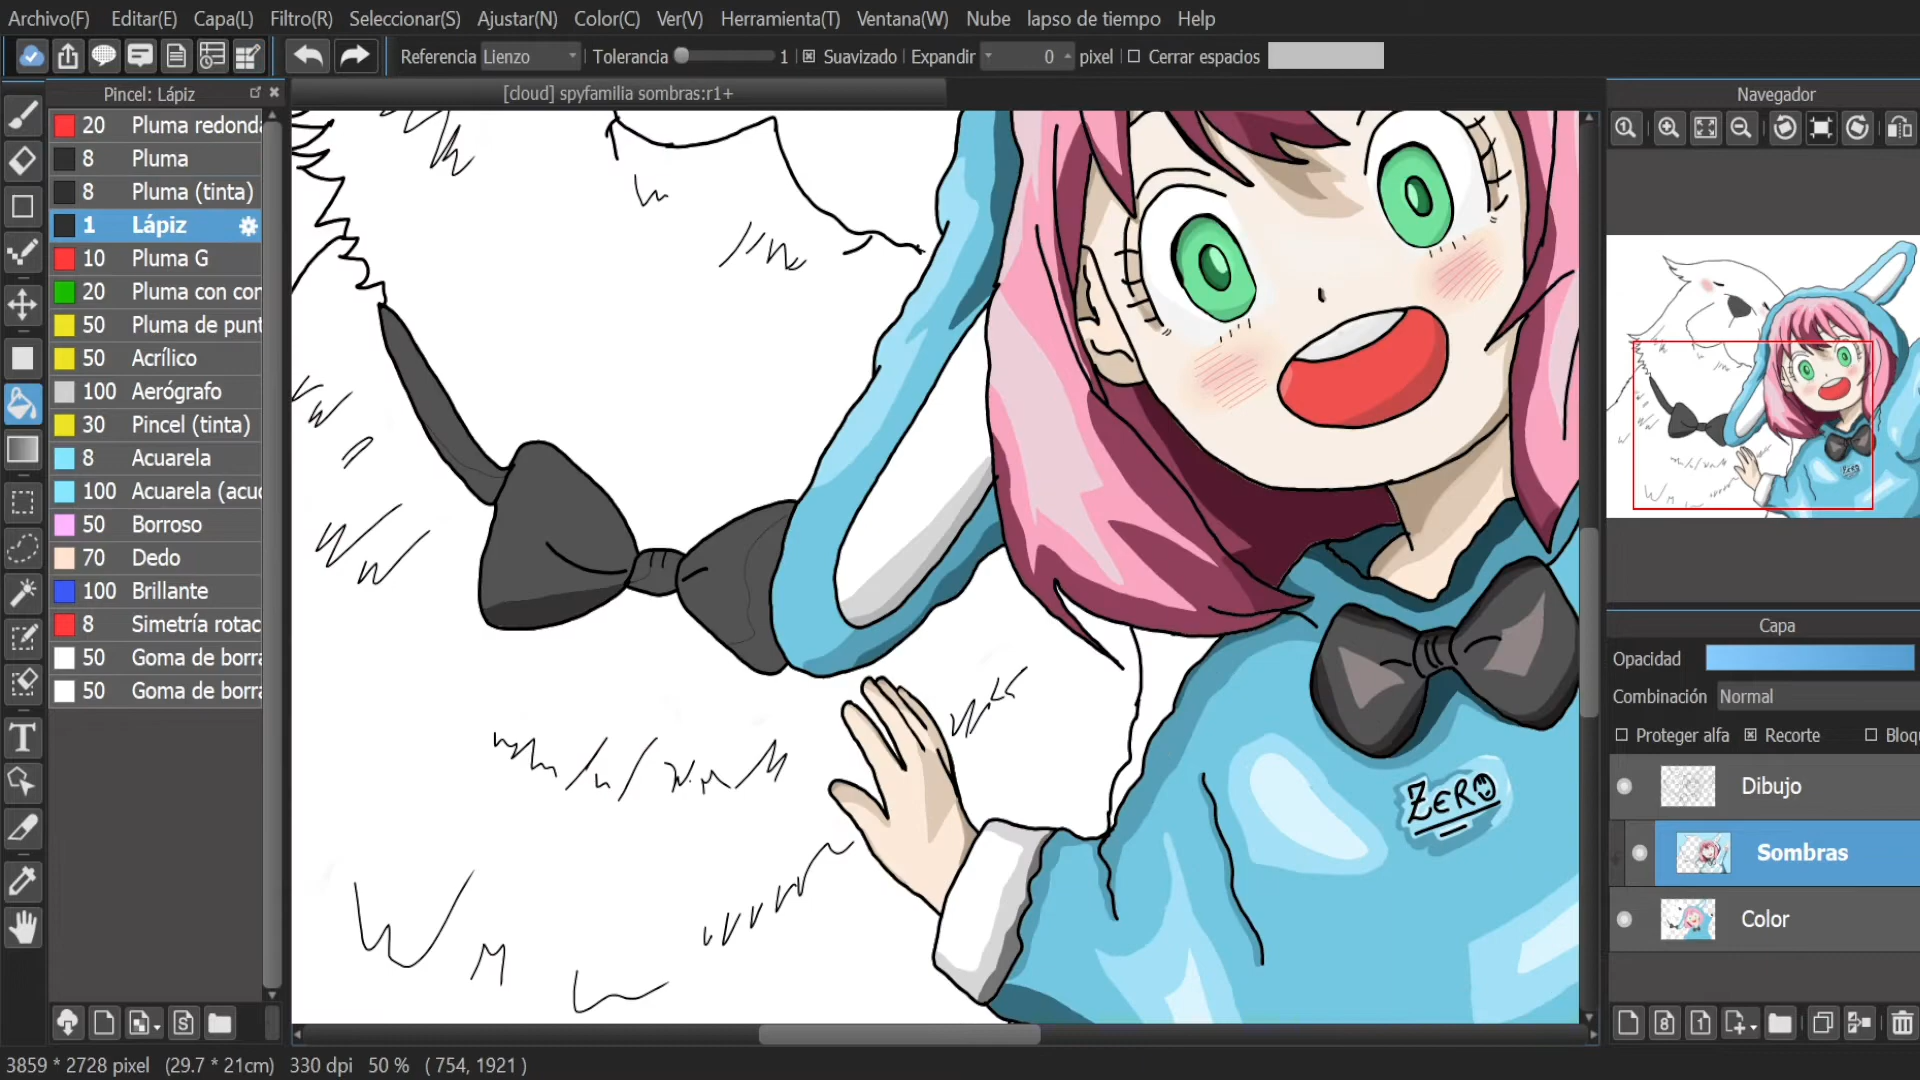 Archivo(F) Editar(E) Capa(L) Filtro(R) Seleccionar(S) Ajustar(N) Color(C) Ver(V) Herramienta(T) Ventana(W) Nube lapso de tiempo Help
Referencia Lienzo Tolerancia 1 Suavizado Expandir 0 pixel Cerrar espacios
Pincel: Lápiz
[cloud] spyfamilia sombras:r1+
Navegador
20 Pluma redonda
8 Pluma
8 Pluma (tinta)
1 Lápiz
10 Pluma G
20 Pluma con con
50 Pluma de punt
50 Acrílico
100 Aerógrafo
30 Pincel (tinta)
8 Acuarela
100 Acuarela (acua
50 Borroso
70 Dedo
100 Brillante
8 Simetría rotac
50 Goma de borra
50 Goma de borra
ZERO
Capa
Opacidad
Combinación Normal
Proteger alfa Recorte Bloq
Dibujo
Sombras
Color
3859 * 2728 pixel (29.7 * 21cm) 330 dpi 50 % ( 754, 1921 )